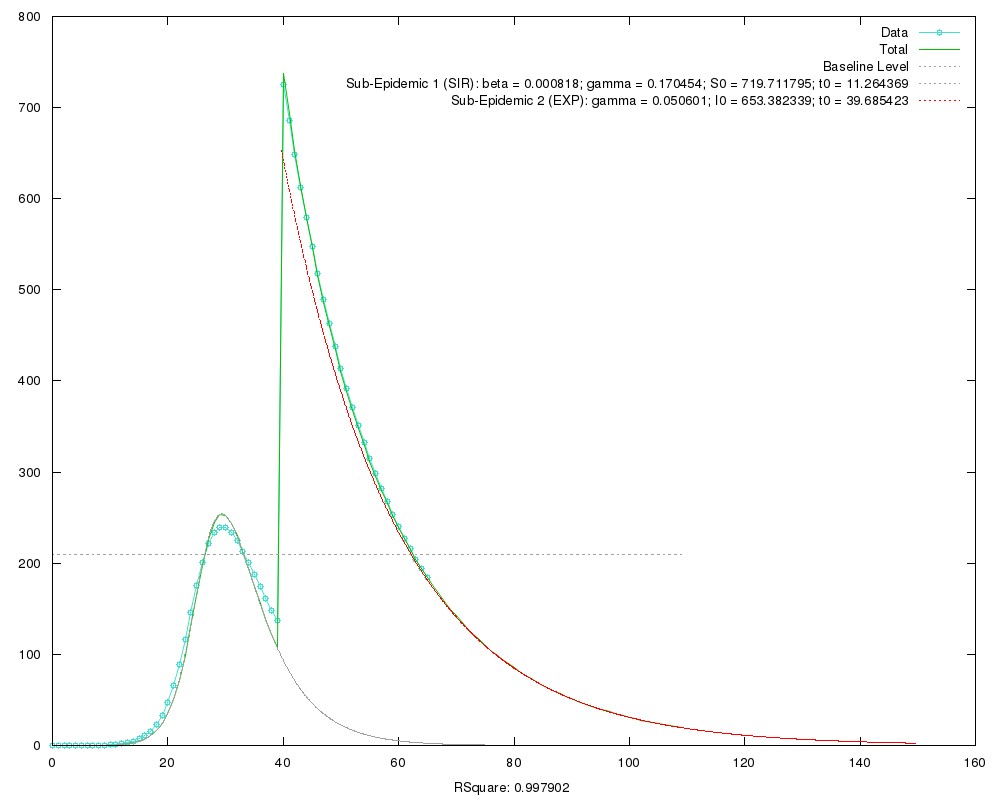 800
700
600
500
400
300
200
100
0
Data
Total
Baseline Level
Sub-Epidemic 1 (SIR): beta = 0.000818; gamma = 0.170454; S0 = 719.711795; t0 = 11.264369
Sub-Epidemic 2 (EXP): gamma = 0.050601; I0 = 653.382339; t0 = 39.685423
0 20 40 60 80 100 120 140 160
RSquare: 0.997902